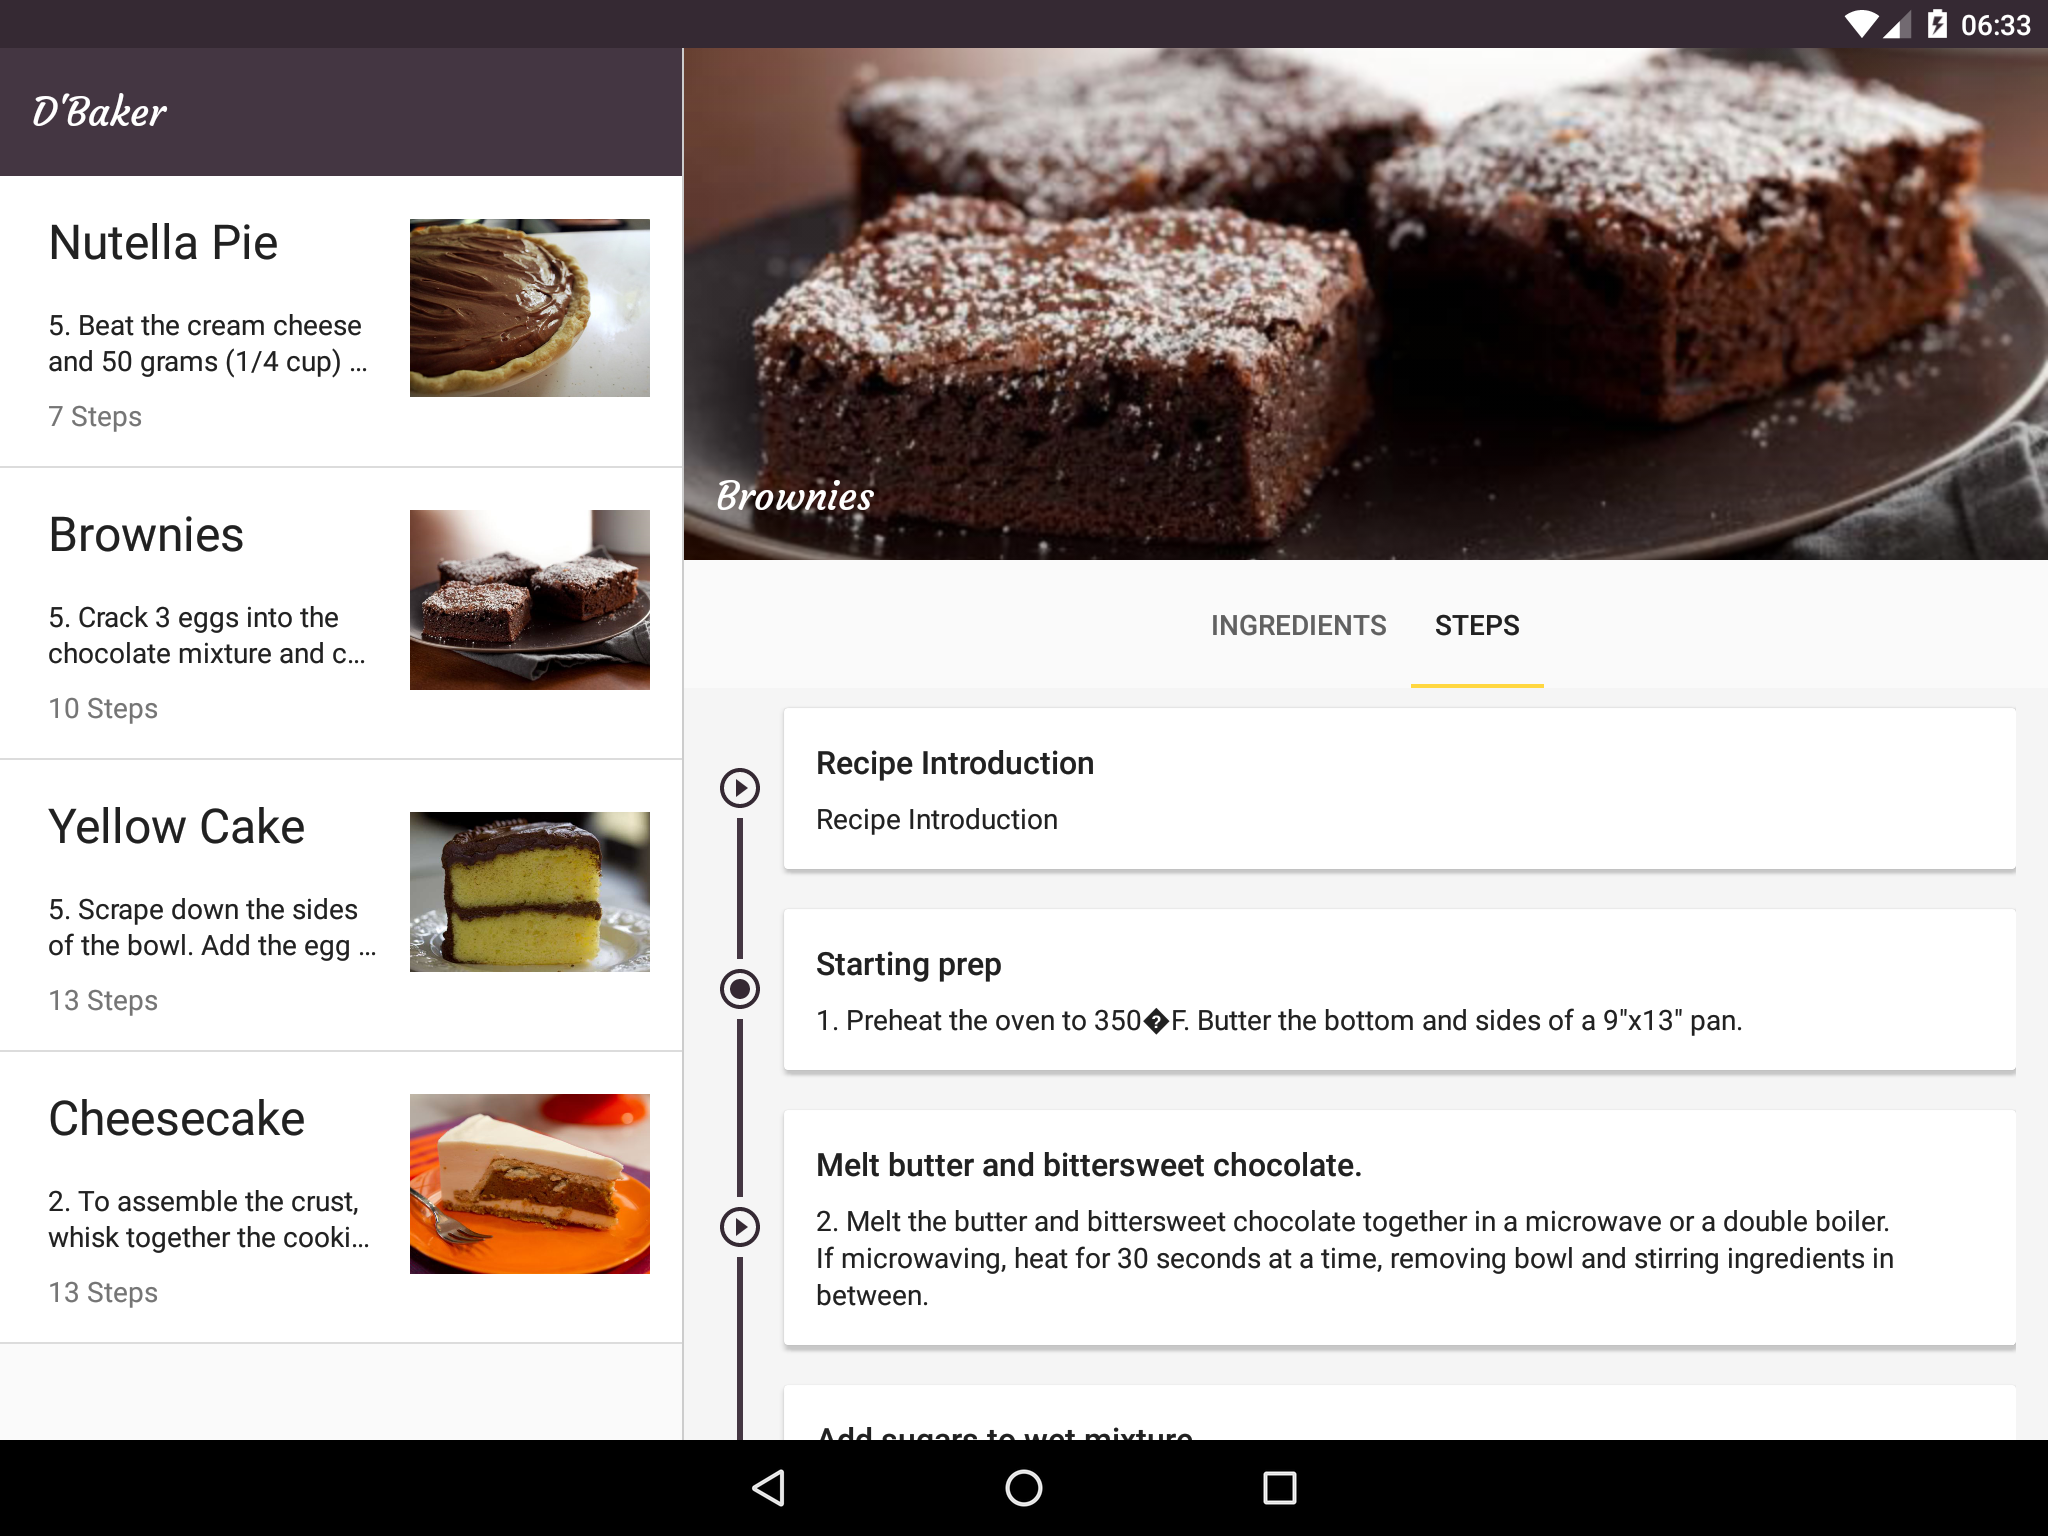 06:33
D'Baker
Nutella Pie
5. Beat the cream cheese
and 50 grams (1/4 cup) ...
7 Steps
Brownies
5. Crack 3 eggs into the
chocolate mixture and c...
10 Steps
Yellow Cake
5. Scrape down the sides
of the bowl. Add the egg ...
13 Steps
Cheesecake
2. To assemble the crust,
whisk together the cooki...
13 Steps
Brownies
INGREDIENTS STEPS
Recipe Introduction
Recipe Introduction
Starting prep
1. Preheat the oven to 350�F. Butter the bottom and sides of a 9"x13" pan.
Melt butter and bittersweet chocolate.
2. Melt the butter and bittersweet chocolate together in a microwave or a double boiler.
If microwaving, heat for 30 seconds at a time, removing bowl and stirring ingredients in
between.
Add sugars to wet mixture